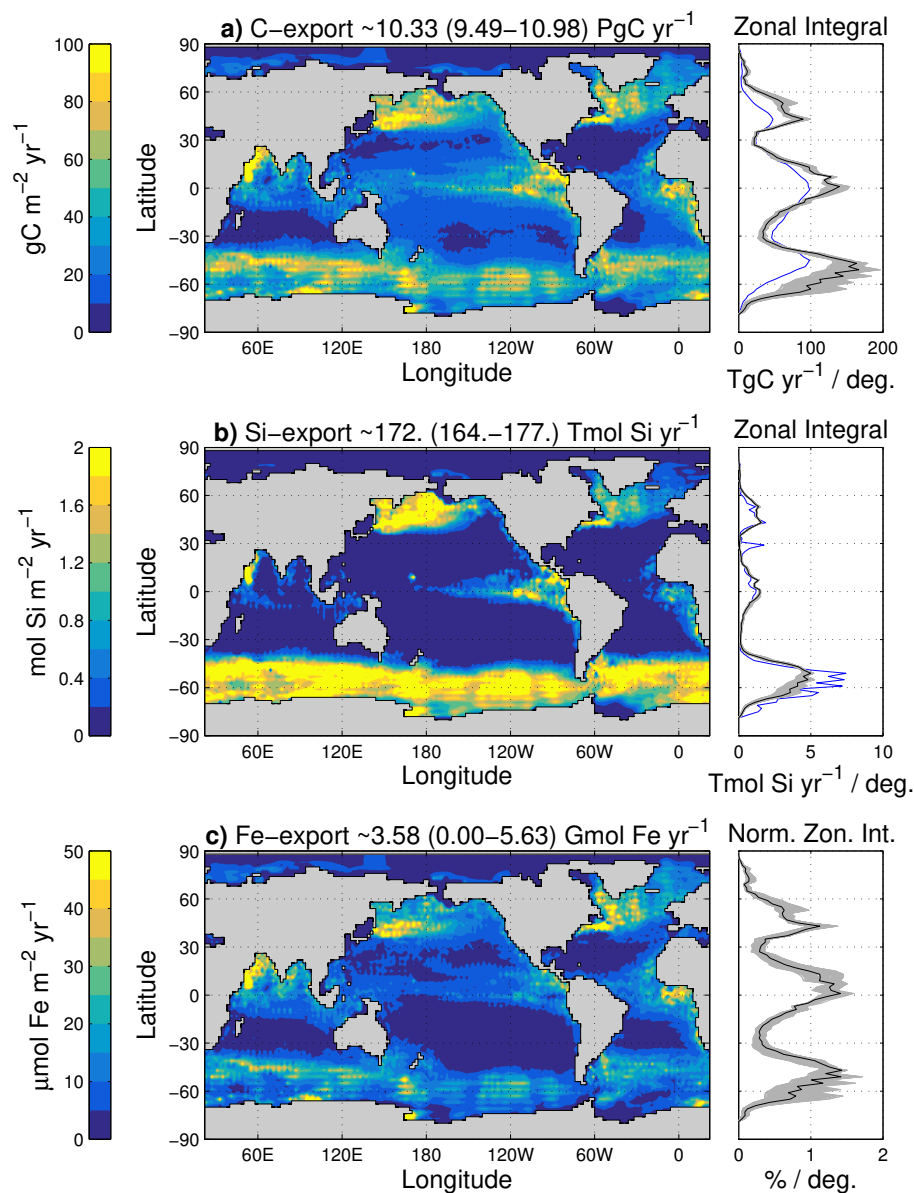 a) C−export ~10.33 (9.49−10.98) PgC yr−1
Zonal Integral
100
80
60
40
20
0
gC m−2 yr−1
90
60
30
0
−30
−60
−90
Latitude
60E 120E 180 120W 60W 0
Longitude
0 100 200
TgC yr−1 / deg.
b) Si−export ~172. (164.−177.) Tmol Si yr−1
Zonal Integral
2
1.6
1.2
0.8
0.4
0
mol Si m−2 yr−1
90
60
30
0
−30
−60
−90
Latitude
60E 120E 180 120W 60W 0
Longitude
0 5 10
Tmol Si yr−1 / deg.
c) Fe−export ~3.58 (0.00−5.63) Gmol Fe yr−1
Norm. Zon. Int.
50
40
30
20
10
0
µmol Fe m−2 yr−1
90
60
30
0
−30
−60
−90
Latitude
60E 120E 180 120W 60W 0
Longitude
0 1 2
% / deg.